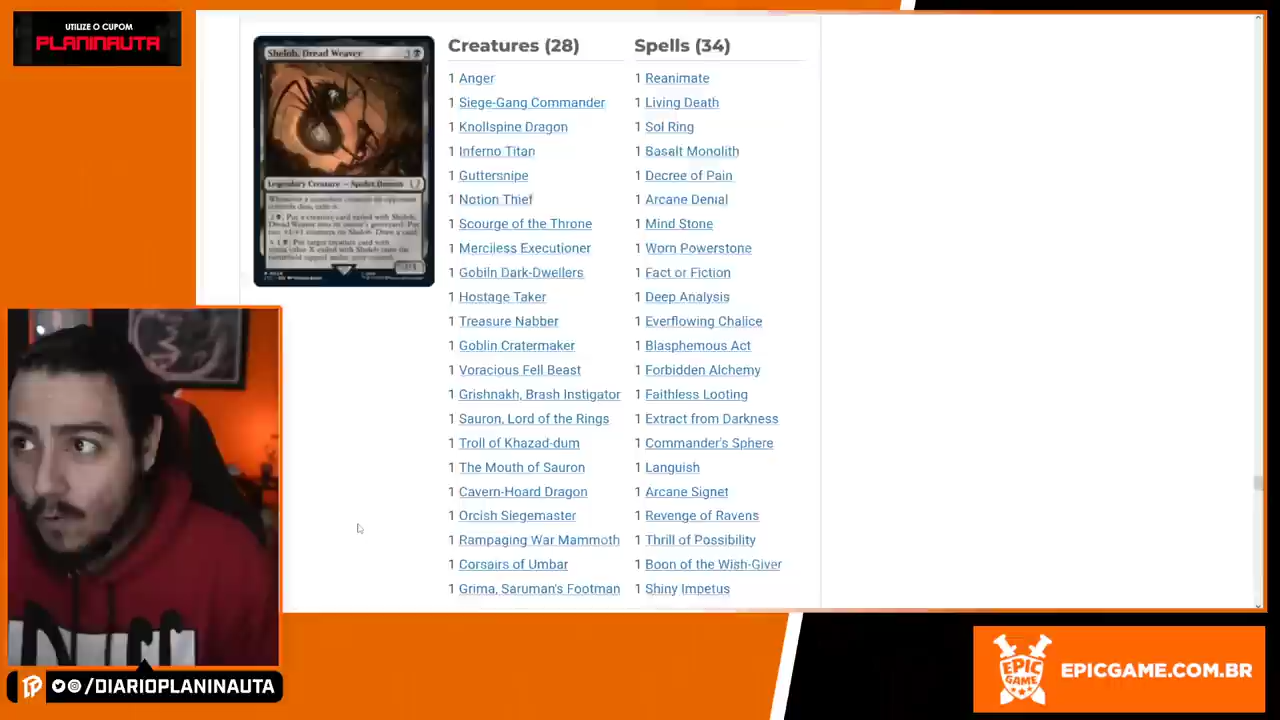 UTILIZE O CUPOM
PLANINAUTA
Shelob, Dread Weaver
Legendary Creature — Spider Demon
Creatures (28)
1 Anger
1 Siege-Gang Commander
1 Knollspine Dragon
1 Inferno Titan
1 Guttersnipe
1 Notion Thief
1 Scourge of the Throne
1 Merciless Executioner
1 Goblin Dark-Dwellers
1 Hostage Taker
1 Treasure Nabber
1 Goblin Cratermaker
1 Voracious Fell Beast
1 Grishnakh, Brash Instigator
1 Sauron, Lord of the Rings
1 Troll of Khazad-dum
1 The Mouth of Sauron
1 Cavern-Hoard Dragon
1 Orcish Siegemaster
1 Rampaging War Mammoth
1 Corsairs of Umbar
1 Grima, Saruman's Footman
Spells (34)
1 Reanimate
1 Living Death
1 Sol Ring
1 Basalt Monolith
1 Decree of Pain
1 Arcane Denial
1 Mind Stone
1 Worn Powerstone
1 Fact or Fiction
1 Deep Analysis
1 Everflowing Chalice
1 Blasphemous Act
1 Forbidden Alchemy
1 Faithless Looting
1 Extract from Darkness
1 Commander's Sphere
1 Languish
1 Arcane Signet
1 Revenge of Ravens
1 Thrill of Possibility
1 Boon of the Wish-Giver
1 Shiny Impetus
/DIARIOPLANINAUTA
EPIC
GAME
EPICGAME.COM.BR